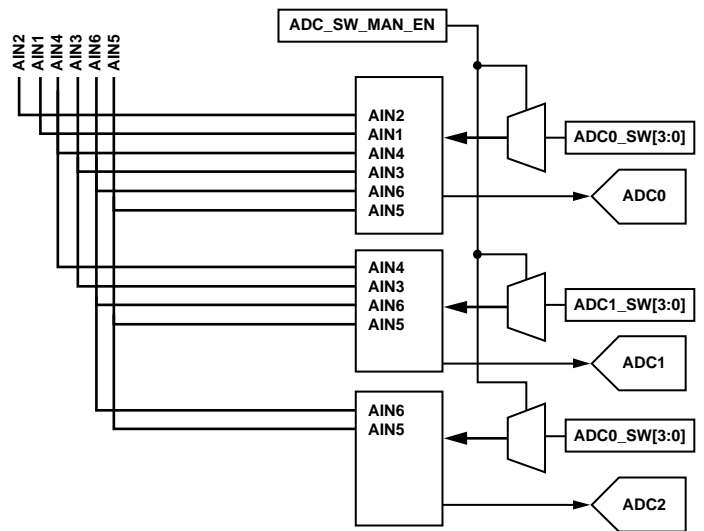 ADC_SW_MAN_EN
AIN2
AIN1
AIN4
AIN3
AIN6
AIN5
AIN2
AIN1
AIN4
AIN3
AIN6
AIN5
ADC0_SW[3:0]
ADC0
AIN4
AIN3
AIN6
AIN5
ADC1_SW[3:0]
ADC1
AIN6
AIN5
ADC0_SW[3:0]
ADC2